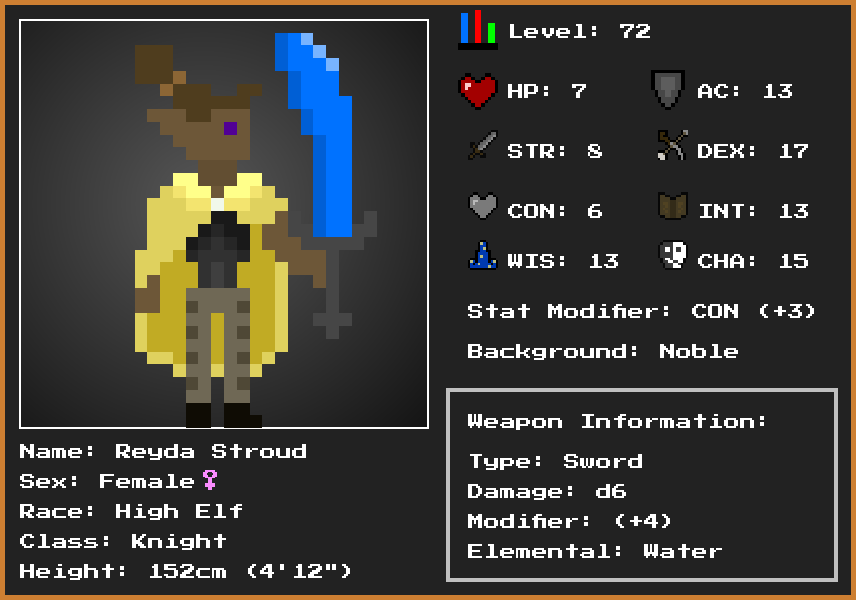 Level: 72
HP: 7
AC: 13
STR: 8
DEX: 17
CON: 6
INT: 13
WIS: 13
CHA: 15
Stat Modifier: CON (+3)
Background: Noble
Weapon Information:
Type: Sword
Damage: d6
Modifier: (+4)
Elemental: Water
Name: Reyda Stroud
Sex: Female♀
Race: High Elf
Class: Knight
Height: 152cm (4'12")